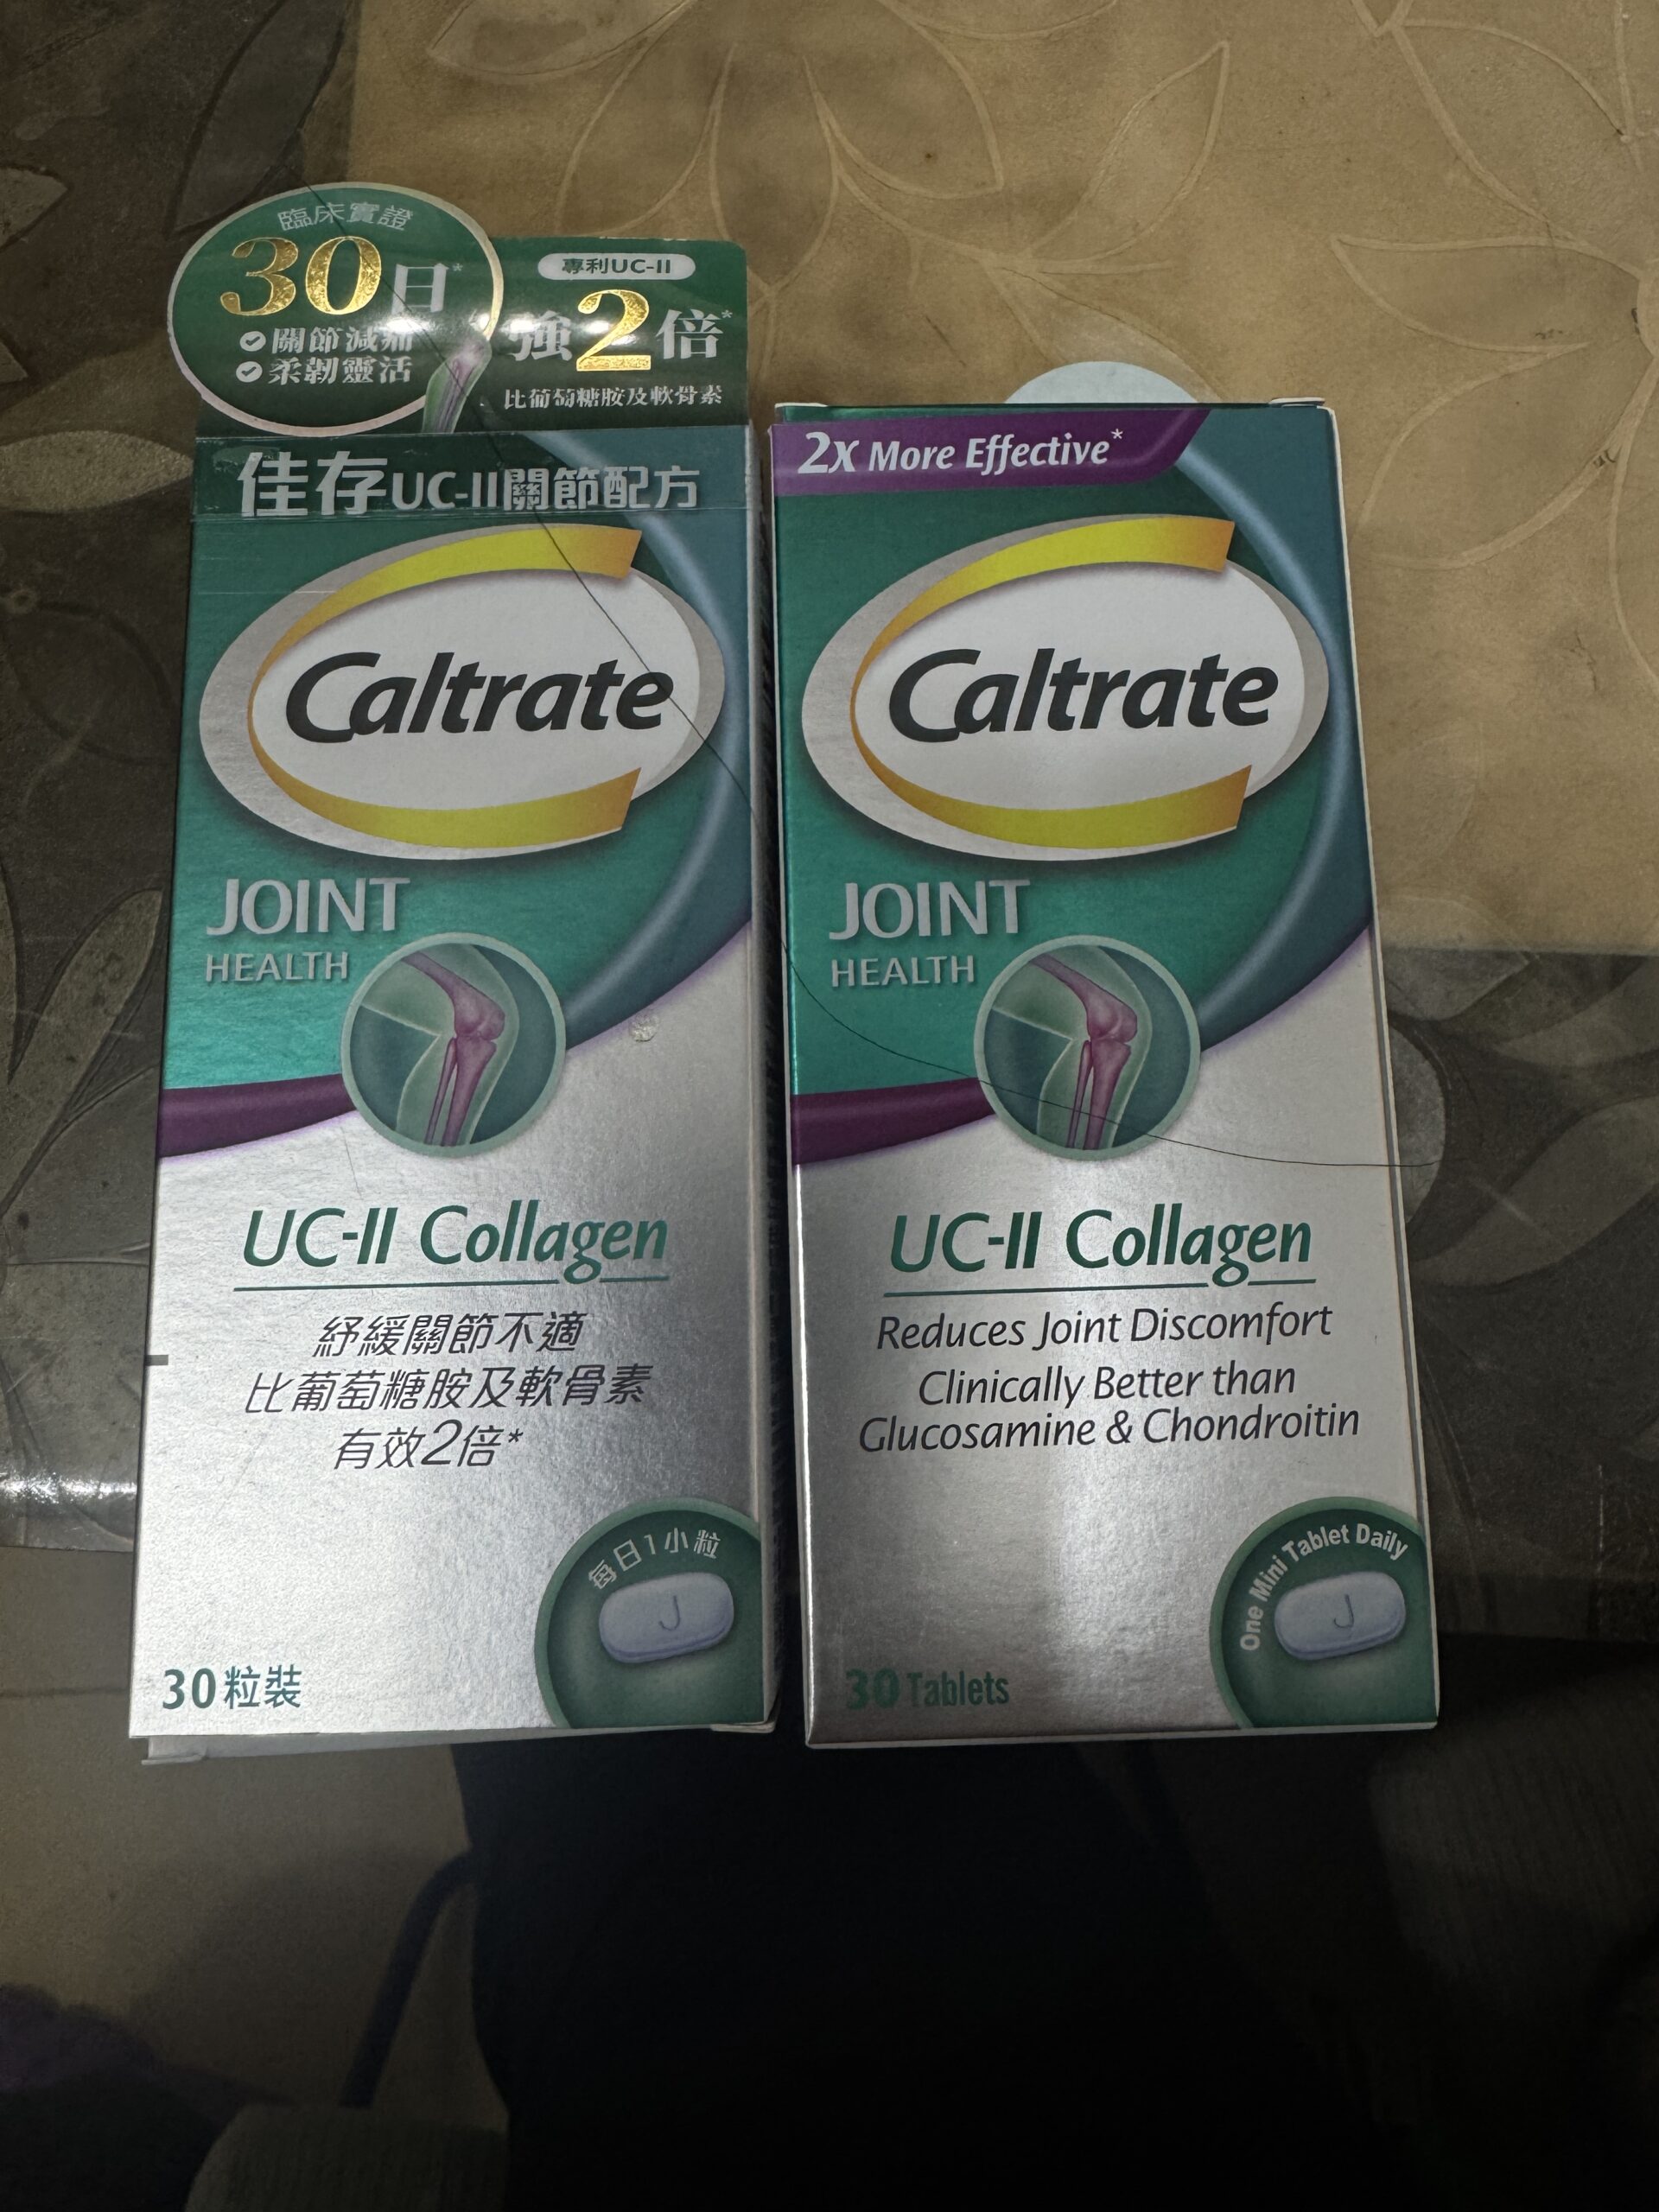 臨床實證
30日*
關節減痛
柔韌靈活
專利UC-II
強2倍*
比葡萄糖胺及軟骨素
佳存UC-II關節配方
Caltrate
JOINT
HEALTH
UC-II Collagen
紓緩關節不適
比葡萄糖胺及軟骨素
有效2倍*
每日1小粒
J
30粒裝
2X More Effective*
Caltrate
JOINT
HEALTH
UC-II Collagen
Reduces Joint Discomfort
Clinically Better than
Glucosamine & Chondroitin
One Mini Tablet Daily
J
30 Tablets